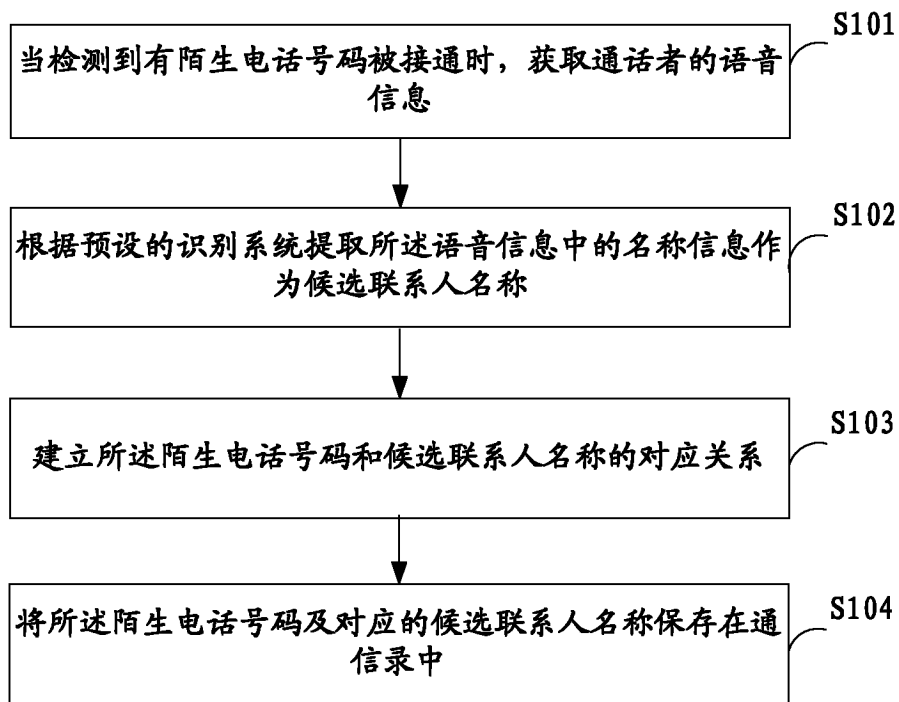 S101
当检测到有陌生电话号码被接通时，获取通话者的语音
信息
S102
根据预设的识别系统提取所述语音信息中的名称信息作
为候选联系人名称
S103
建立所述陌生电话号码和候选联系人名称的对应关系
S104
将所述陌生电话号码及对应的候选联系人名称保存在通
信录中